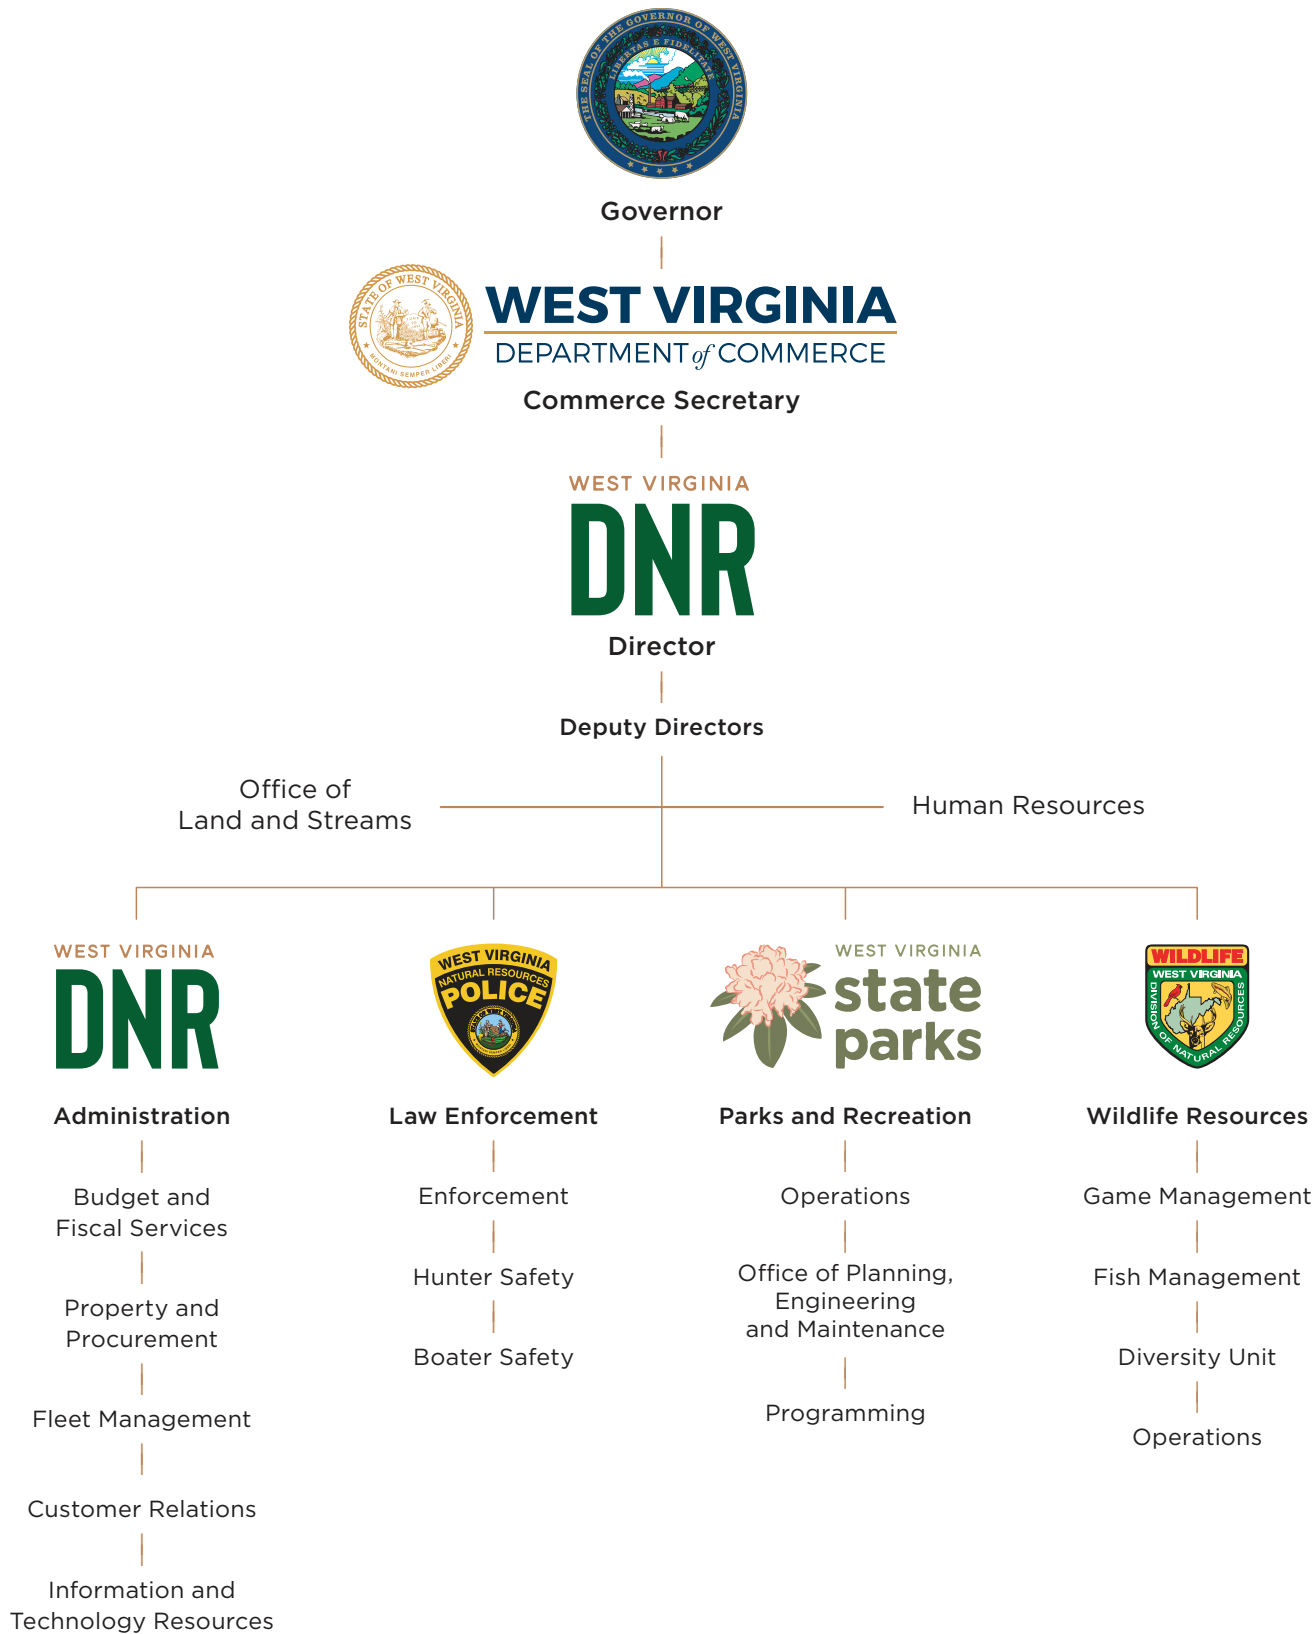 THE SEAL OF THE GOVERNOR OF WEST VIRGINIA
LIBERTAS E FIDELITATE
Governor
STATE OF WEST VIRGINIA
MONTANI SEMPER LIBERI
WEST VIRGINIA
DEPARTMENT of COMMERCE
Commerce Secretary
WEST VIRGINIA
DNR
Director
Deputy Directors
Office of
Land and Streams
Human Resources
WEST VIRGINIA
DNR
Administration
Budget and
Fiscal Services
Property and
Procurement
Fleet Management
Customer Relations
Information and
Technology Resources
WEST VIRGINIA
NATURAL RESOURCES
POLICE
Law Enforcement
Enforcement
Hunter Safety
Boater Safety
WEST VIRGINIA
state
parks
Parks and Recreation
Operations
Office of Planning,
Engineering
and Maintenance
Programming
WILDLIFE
WEST VIRGINIA
DIVISION OF NATURAL RESOURCES
Wildlife Resources
Game Management
Fish Management
Diversity Unit
Operations